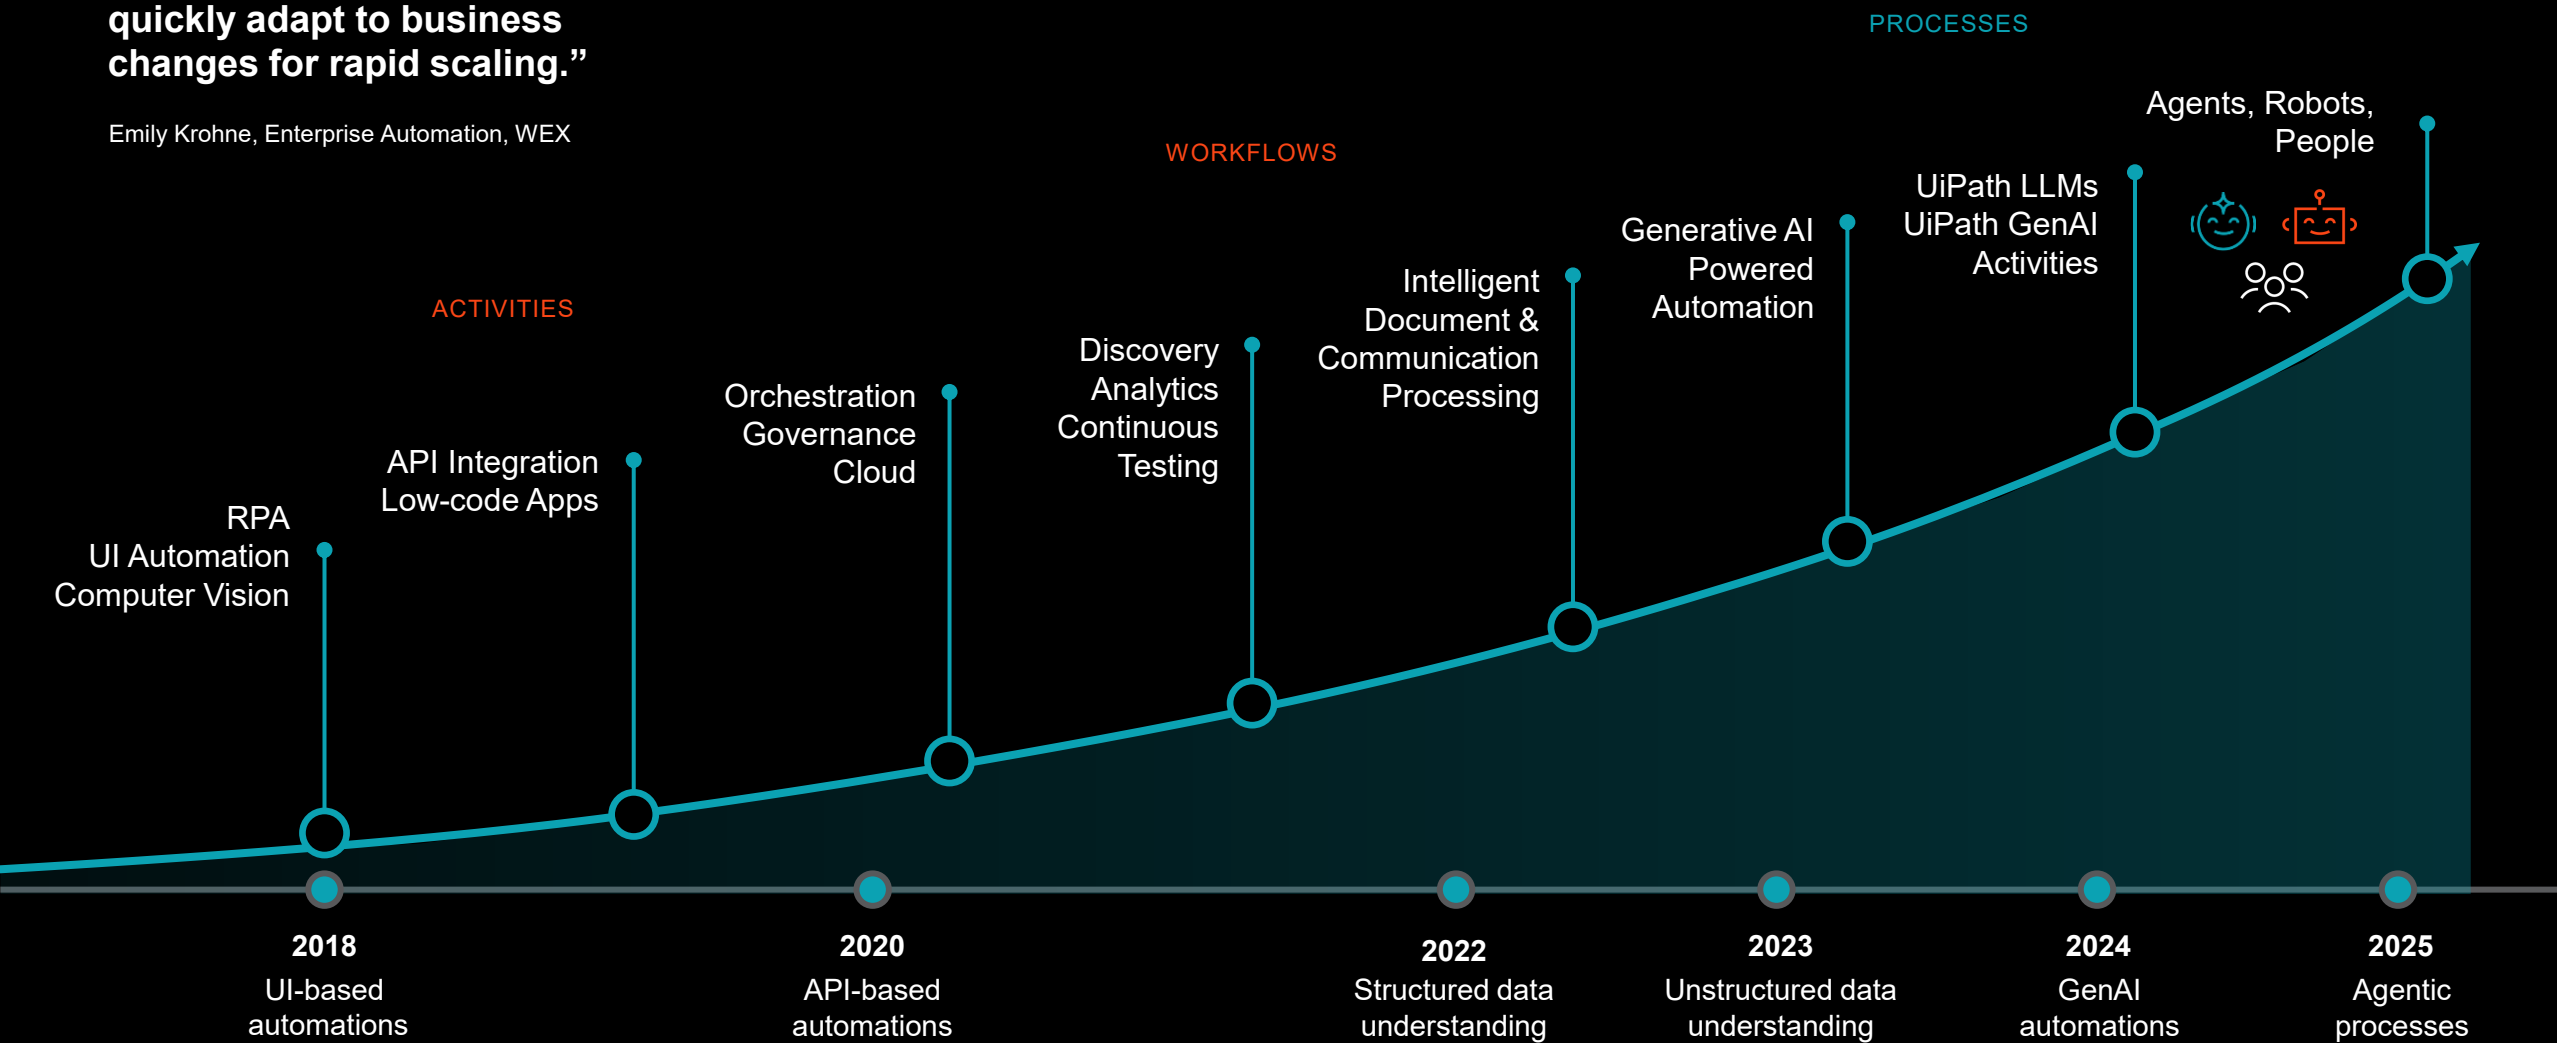 quickly adapt to business
changes for rapid scaling.”
Emily Krohne, Enterprise Automation, WEX
ACTIVITIES
WORKFLOWS
PROCESSES
RPA
UI Automation
Computer Vision
API Integration
Low-code Apps
Orchestration
Governance
Cloud
Discovery
Analytics
Continuous
Testing
Intelligent
Document &
Communication
Processing
Generative AI
Powered
Automation
UiPath LLMs
UiPath GenAI
Activities
Agents, Robots,
People
2018
UI-based
automations
2020
API-based
automations
2022
Structured data
understanding
2023
Unstructured data
understanding
2024
GenAI
automations
2025
Agentic
processes